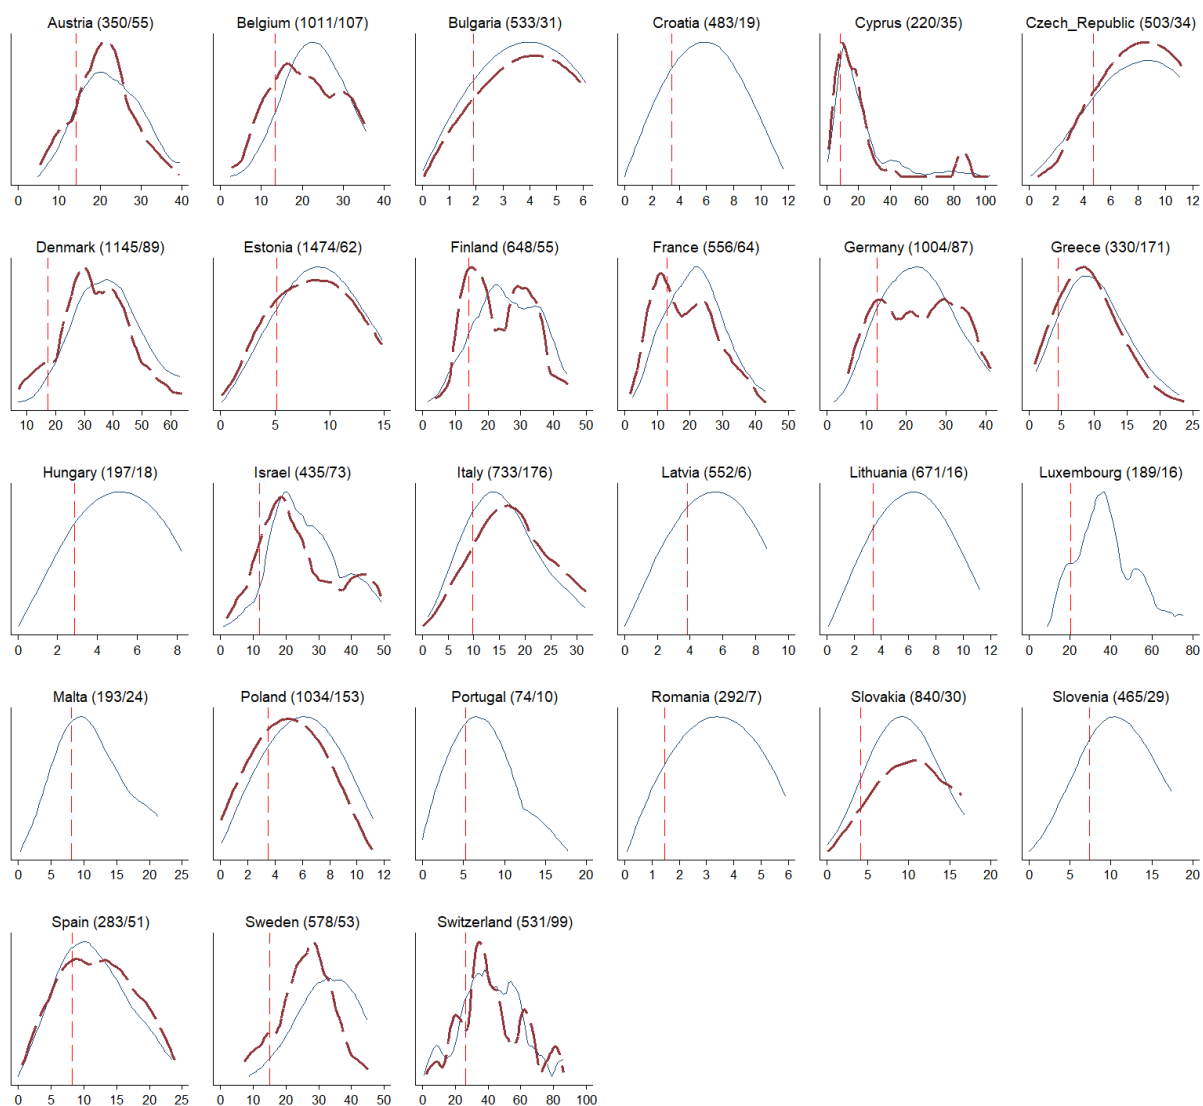 Austria (350/55) Belgium (1011/107) Bulgaria (533/31) Croatia (483/19) Cyprus (220/35) Czech_Republic (503/34)
0 10 20 30 40 0 10 20 30 40 0 1 2 3 4 5 6 0 2 4 6 8 10 12 0 20 40 60 80 100 0 2 4 6 8 10 12
Denmark (1145/89) Estonia (1474/62) Finland (648/55) France (556/64) Germany (1004/87) Greece (330/171)
10 20 30 40 50 60 0 5 10 15 0 10 20 30 40 50 0 10 20 30 40 50 0 10 20 30 40 0 5 10 15 20 25
Hungary (197/18) Israel (435/73) Italy (733/176) Latvia (552/6) Lithuania (671/16) Luxembourg (189/16)
0 2 4 6 8 0 10 20 30 40 50 0 5 10 15 20 25 30 0 2 4 6 8 10 0 2 4 6 8 10 12 0 20 40 60 80
Malta (193/24) Poland (1034/153) Portugal (74/10) Romania (292/7) Slovakia (840/30) Slovenia (465/29)
0 5 10 15 20 25 0 2 4 6 8 10 12 0 5 10 15 20 0 1 2 3 4 5 6 0 5 10 15 20 0 5 10 15 20
Spain (283/51) Sweden (578/53) Switzerland (531/99)
0 5 10 15 20 25 0 10 20 30 40 50 0 20 40 60 80 100